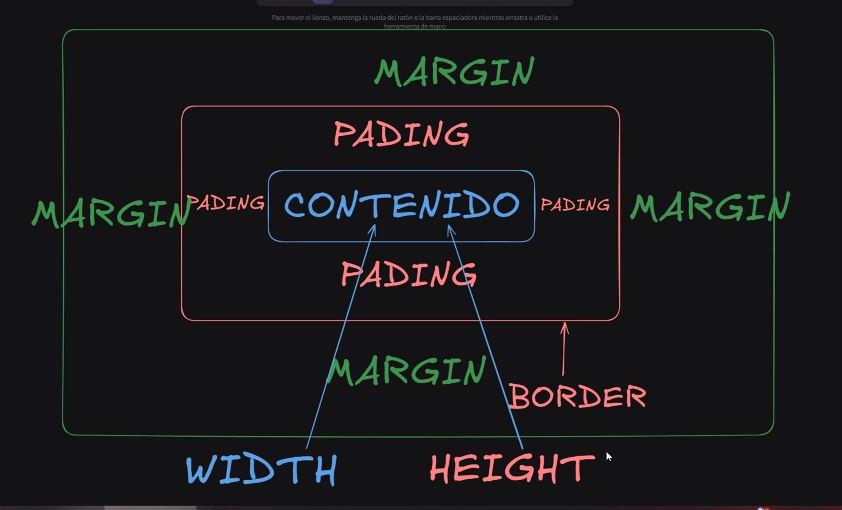 Para mover el lienzo, mantenga la rueda del ratón o la barra espaciadora mientras arrastra o utilice la
herramienta de mano
MARGIN
PADING
MARGIN PADING CONTENIDO PADING MARGIN
PADING
MARGIN
BORDER
WIDTH HEIGHT